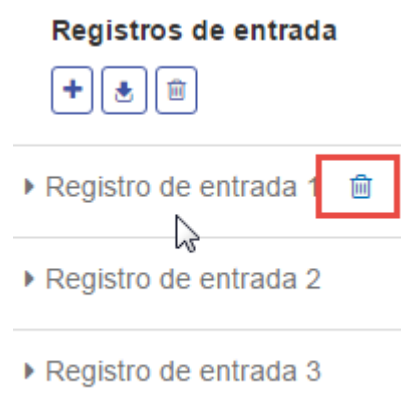 Registros de entrada
Registro de entrada 1
Registro de entrada 2
Registro de entrada 3